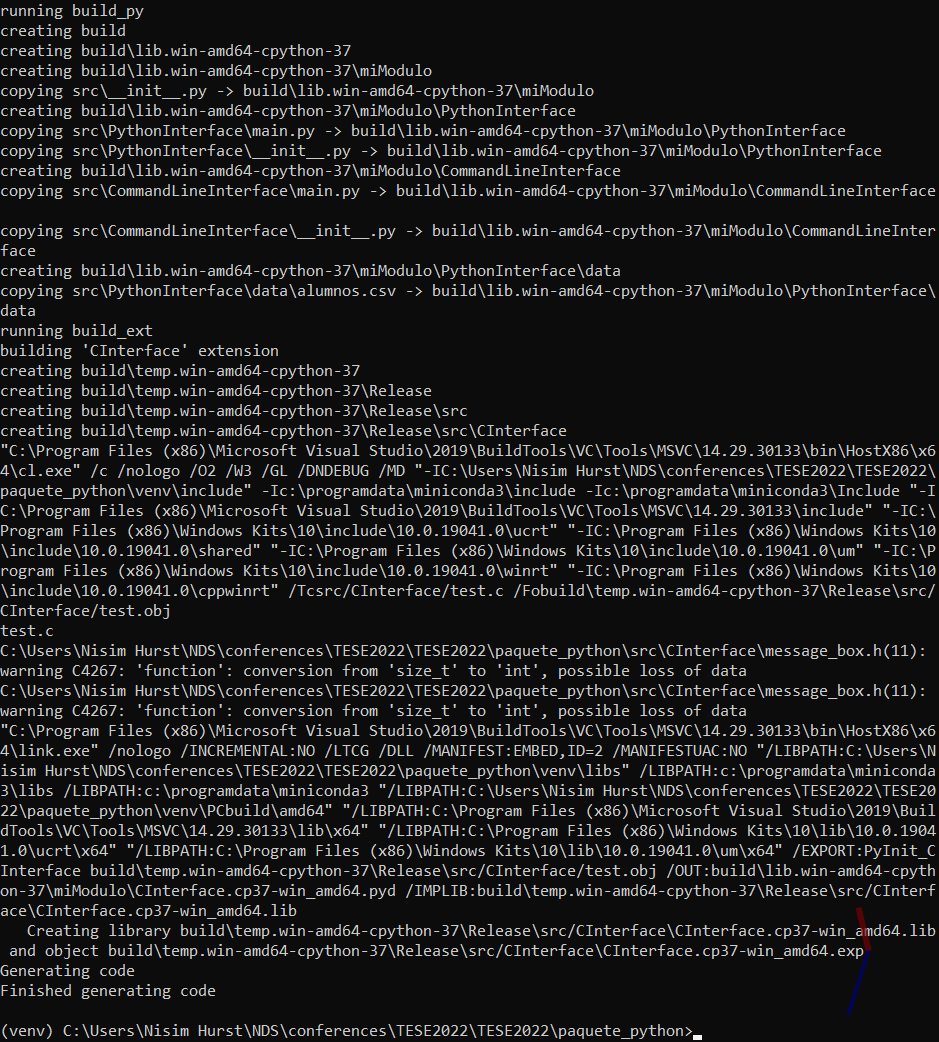 running build_py
creating build
creating build\lib.win-amd64-cpython-37
creating build\lib.win-amd64-cpython-37\miModulo
copying src\__init__.py -> build\lib.win-amd64-cpython-37\miModulo
creating build\lib.win-amd64-cpython-37\miModulo\PythonInterface
copying src\PythonInterface\main.py -> build\lib.win-amd64-cpython-37\miModulo\PythonInterface
copying src\PythonInterface\__init__.py -> build\lib.win-amd64-cpython-37\miModulo\PythonInterface
creating build\lib.win-amd64-cpython-37\miModulo\CommandLineInterface
copying src\CommandLineInterface\main.py -> build\lib.win-amd64-cpython-37\miModulo\CommandLineInterface
copying src\CommandLineInterface\__init__.py -> build\lib.win-amd64-cpython-37\miModulo\CommandLineInter
face
creating build\lib.win-amd64-cpython-37\miModulo\PythonInterface\data
copying src\PythonInterface\data\alumnos.csv -> build\lib.win-amd64-cpython-37\miModulo\PythonInterface\
data
running build_ext
building 'CInterface' extension
creating build\temp.win-amd64-cpython-37
creating build\temp.win-amd64-cpython-37\Release
creating build\temp.win-amd64-cpython-37\Release\src
creating build\temp.win-amd64-cpython-37\Release\src\CInterface
"C:\Program Files (x86)\Microsoft Visual Studio\2019\BuildTools\VC\Tools\MSVC\14.29.30133\bin\HostX86\x6
4\cl.exe" /c /nologo /O2 /W3 /GL /DNDEBUG /MD "-IC:\Users\Nisim Hurst\NDS\conferences\TESE2022\TESE2022\
paquete_python\venv\include" -Ic:\programdata\miniconda3\include -Ic:\programdata\miniconda3\Include "-I
C:\Program Files (x86)\Microsoft Visual Studio\2019\BuildTools\VC\Tools\MSVC\14.29.30133\include" "-IC:\
Program Files (x86)\Windows Kits\10\include\10.0.19041.0\ucrt" "-IC:\Program Files (x86)\Windows Kits\10
\include\10.0.19041.0\shared" "-IC:\Program Files (x86)\Windows Kits\10\include\10.0.19041.0\um" "-IC:\P
rogram Files (x86)\Windows Kits\10\include\10.0.19041.0\winrt" "-IC:\Program Files (x86)\Windows Kits\10
\include\10.0.19041.0\cppwinrt" /Tcsrc/CInterface/test.c /Fobuild\temp.win-amd64-cpython-37\Release\src/
CInterface/test.obj
test.c
C:\Users\Nisim Hurst\NDS\conferences\TESE2022\TESE2022\paquete_python\src\CInterface\message_box.h(11):
warning C4267: 'function': conversion from 'size_t' to 'int', possible loss of data
C:\Users\Nisim Hurst\NDS\conferences\TESE2022\TESE2022\paquete_python\src\CInterface\message_box.h(11):
warning C4267: 'function': conversion from 'size_t' to 'int', possible loss of data
"C:\Program Files (x86)\Microsoft Visual Studio\2019\BuildTools\VC\Tools\MSVC\14.29.30133\bin\HostX86\x6
4\link.exe" /nologo /INCREMENTAL:NO /LTCG /DLL /MANIFEST:EMBED,ID=2 /MANIFESTUAC:NO "/LIBPATH:C:\Users\N
isim Hurst\NDS\conferences\TESE2022\TESE2022\paquete_python\venv\libs" /LIBPATH:c:\programdata\miniconda
3\libs /LIBPATH:c:\programdata\miniconda3 "/LIBPATH:C:\Users\Nisim Hurst\NDS\conferences\TESE2022\TESE20
22\paquete_python\venv\PCbuild\amd64" "/LIBPATH:C:\Program Files (x86)\Microsoft Visual Studio\2019\Buil
dTools\VC\Tools\MSVC\14.29.30133\lib\x64" "/LIBPATH:C:\Program Files (x86)\Windows Kits\10\lib\10.0.1904
1.0\ucrt\x64" "/LIBPATH:C:\Program Files (x86)\Windows Kits\10\lib\10.0.19041.0\um\x64" /EXPORT:PyInit_C
Interface build\temp.win-amd64-cpython-37\Release\src/CInterface/test.obj /OUT:build\lib.win-amd64-cpyth
on-37\miModulo\CInterface.cp37-win_amd64.pyd /IMPLIB:build\temp.win-amd64-cpython-37\Release\src/CInterf
ace\CInterface.cp37-win_amd64.lib
   Creating library build\temp.win-amd64-cpython-37\Release\src/CInterface\CInterface.cp37-win_amd64.lib
 and object build\temp.win-amd64-cpython-37\Release\src/CInterface\CInterface.cp37-win_amd64.exp
Generating code
Finished generating code
(venv) C:\Users\Nisim Hurst\NDS\conferences\TESE2022\TESE2022\paquete_python>